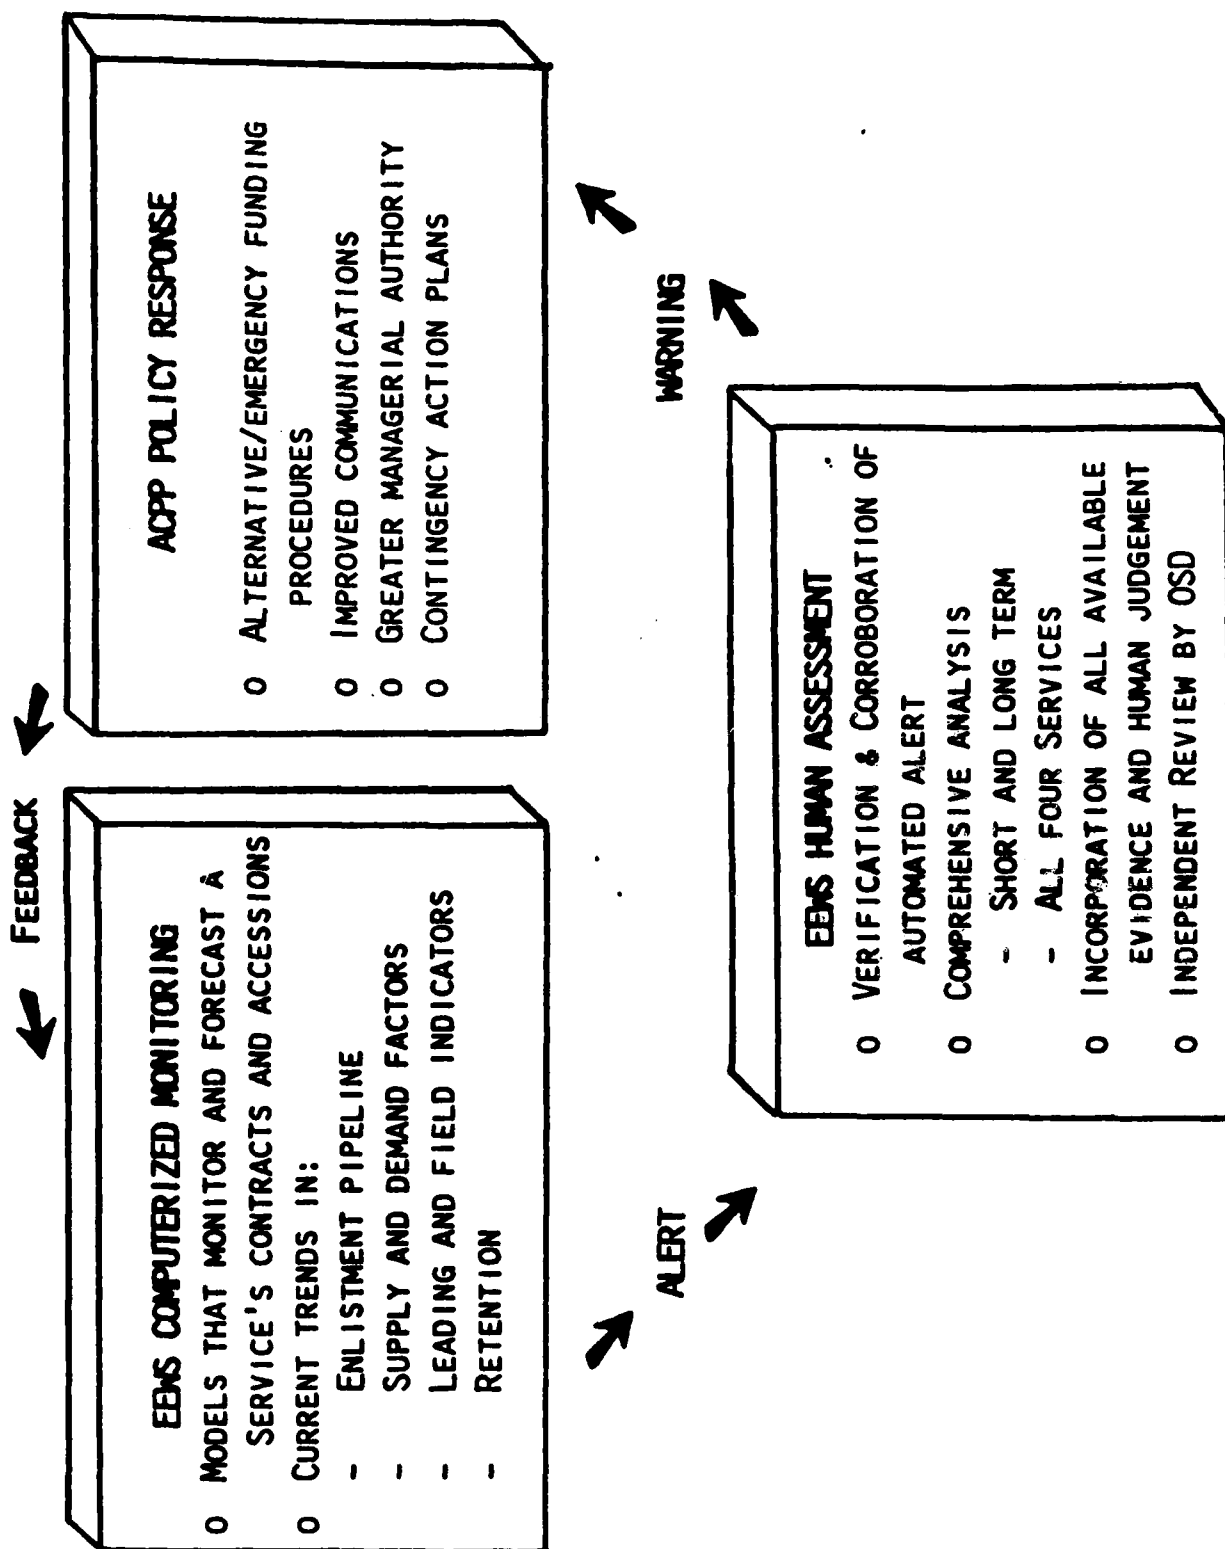 FEEDBACK
EEWS COMPUTERIZED MONITORING
O MODELS THAT MONITOR AND FORECAST A
SERVICE'S CONTRACTS AND ACCESSIONS
O CURRENT TRENDS IN:
- ENLISTMENT PIPELINE
- SUPPLY AND DEMAND FACTORS
- LEADING AND FIELD INDICATORS
- RETENTION
ACPP POLICY RESPONSE
O ALTERNATIVE/EMERGENCY FUNDING
PROCEDURES
O IMPROVED COMMUNICATIONS
O GREATER MANAGERIAL AUTHORITY
O CONTINGENCY ACTION PLANS
ALERT
WARNING
EEWS HUMAN ASSESSMENT
O VERIFICATION & CORROBORATION OF
AUTOMATED ALERT
O COMPREHENSIVE ANALYSIS
- SHORT AND LONG TERM
- ALL FOUR SERVICES
O INCORPORATION OF ALL AVAILABLE
EVIDENCE AND HUMAN JUDGEMENT
O INDEPENDENT REVIEW BY OSD